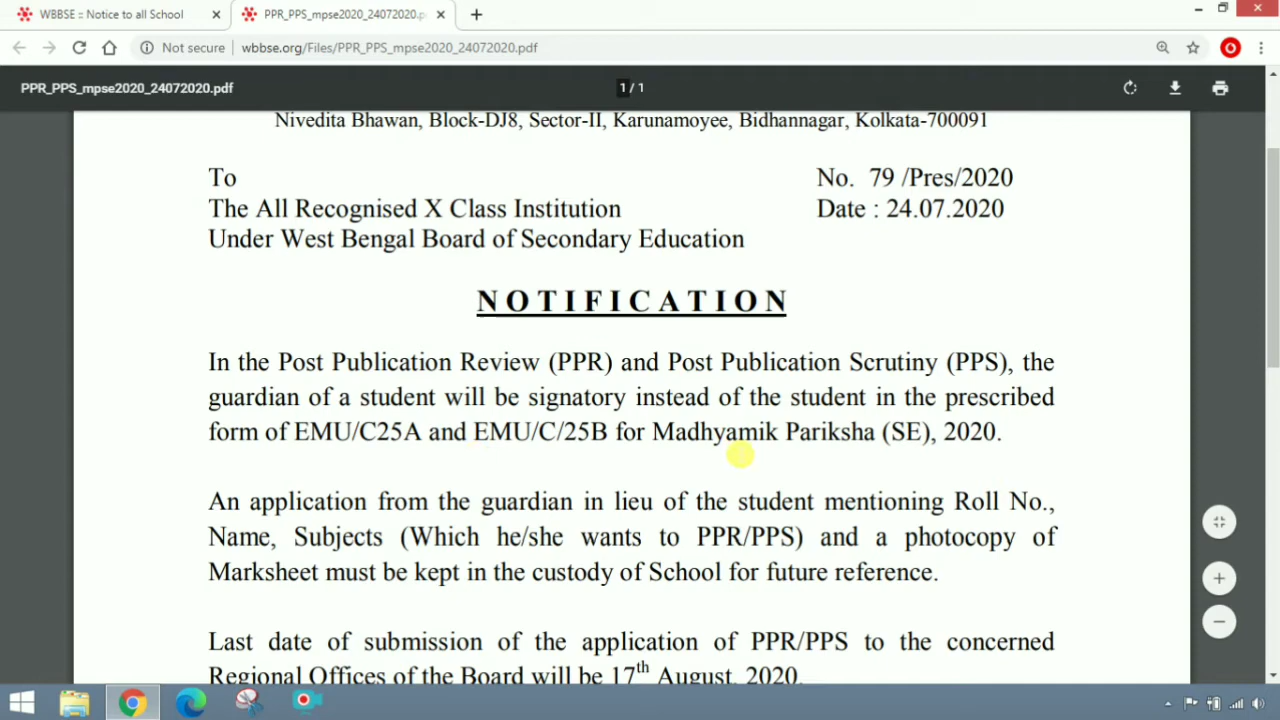 WBBSE :: Notice to all School
PPR_PPS_mpse2020_24072020.p
Not secure | wbbse.org/Files/PPR_PPS_mpse2020_24072020.pdf
PPR_PPS_mpse2020_24072020.pdf
1 / 1
Nivedita Bhawan, Block-DJ8, Sector-II, Karunamoyee, Bidhannagar, Kolkata-700091
To
No. 79 /Pres/2020
The All Recognised X Class Institution
Date : 24.07.2020
Under West Bengal Board of Secondary Education
N O T I F I C A T I O N
In the Post Publication Review (PPR) and Post Publication Scrutiny (PPS), the
guardian of a student will be signatory instead of the student in the prescribed
form of EMU/C25A and EMU/C/25B for Madhyamik Pariksha (SE), 2020.
An application from the guardian in lieu of the student mentioning Roll No.,
Name, Subjects (Which he/she wants to PPR/PPS) and a photocopy of
Marksheet must be kept in the custody of School for future reference.
Last date of submission of the application of PPR/PPS to the concerned
Regional Offices of the Board will be 17th August, 2020.